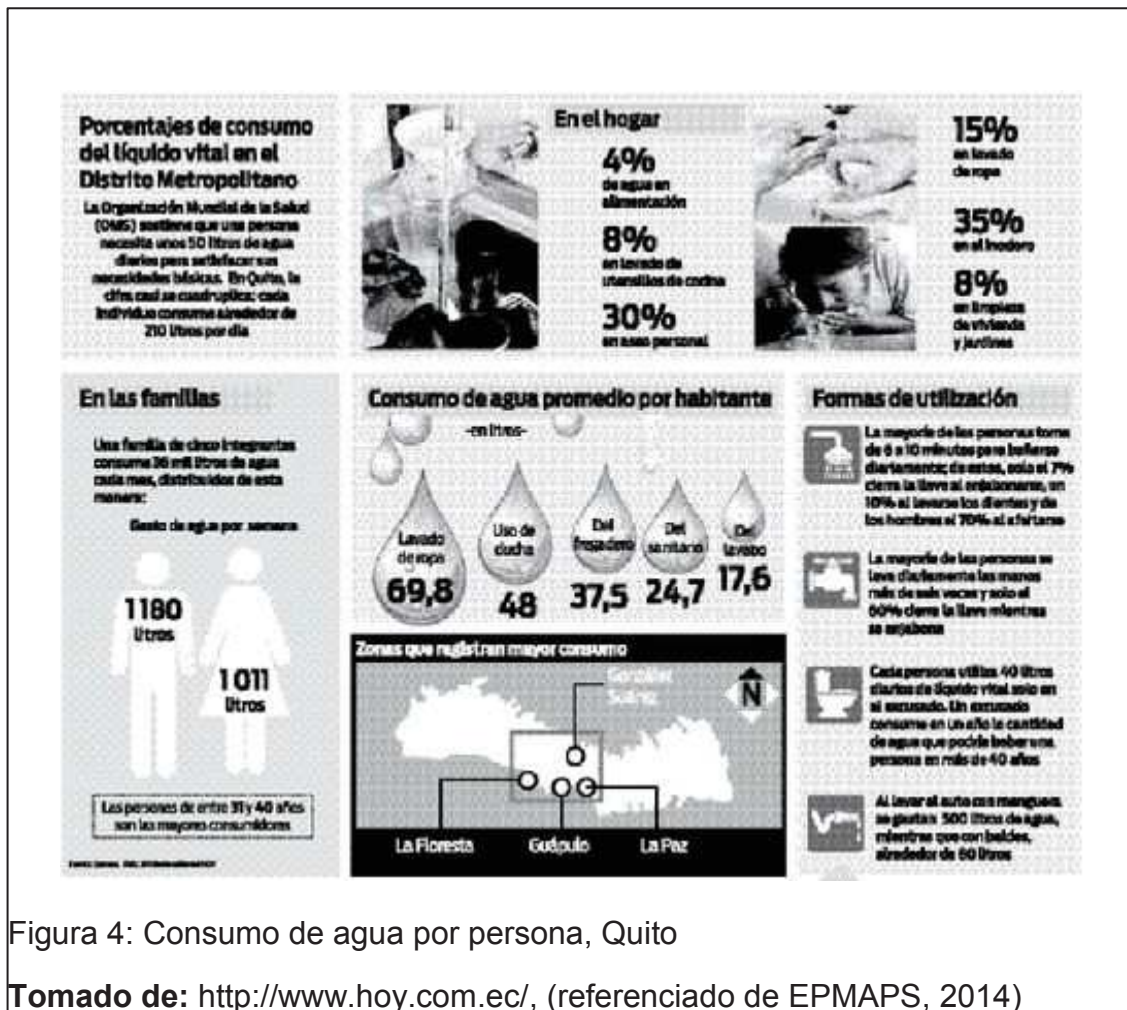 Porcentajes de consumo
del líquido vital en el
Distrito Metropolitano
La Organización Mundial de la Salud
(OMS) sostiene que una persona
necesita unos 50 litros de agua
diarios para satisfacer sus
necesidades básicas. En Quito, la
cifra casi se cuadruplica: cada
individuo consume alrededor de
210 litros por día
En el hogar
4%
de agua en
alimentación
8%
en lavado de
utensilios de cocina
30%
en aseo personal
15%
en lavado
de ropa
35%
en el inodoro
8%
en limpieza
de vivienda
y jardines
En las familias
Una familia de cinco integrantes
consume 36 mil litros de agua
cada mes, distribuidos de esta
manera:
Gasto de agua por semana
1180
litros
1 011
litros
Las personas de entre 31 y 40 años
son las mayores consumidores
Consumo de agua promedio por habitante
-en litros-
Lavado
de ropa
69,8
Uso de
ducha
48
Del
fregadero
37,5
Del
sanitario
24,7
Del
lavabo
17,6
Zonas que registran mayor consumo
González
Suárez
N
La Floresta
Guápulo
La Paz
Formas de utilización
La mayoría de las personas toma
de 6 a 10 minutos para bañarse
diariamente; de estas, solo el 7%
cierra la llave al enjabonarse, un
10% al lavarse los dientes y de
los hombres el 70% al afeitarse
La mayoría de las personas se
lava diariamente las manos
más de seis veces y solo el
60% cierra la llave mientras
se enjabona
Cada persona utiliza 40 litros
diarios de líquido vital solo en
el excusado. Un excusado
consume en un año la cantidad
de agua que podría beber una
persona en más de 40 años
Al lavar el auto con manguera
se gastan 500 litros de agua,
mientras que con baldes,
alrededor de 60 litros
Figura 4: Consumo de agua por persona, Quito
Tomado de: http://www.hoy.com.ec/, (referenciado de EPMAPS, 2014)